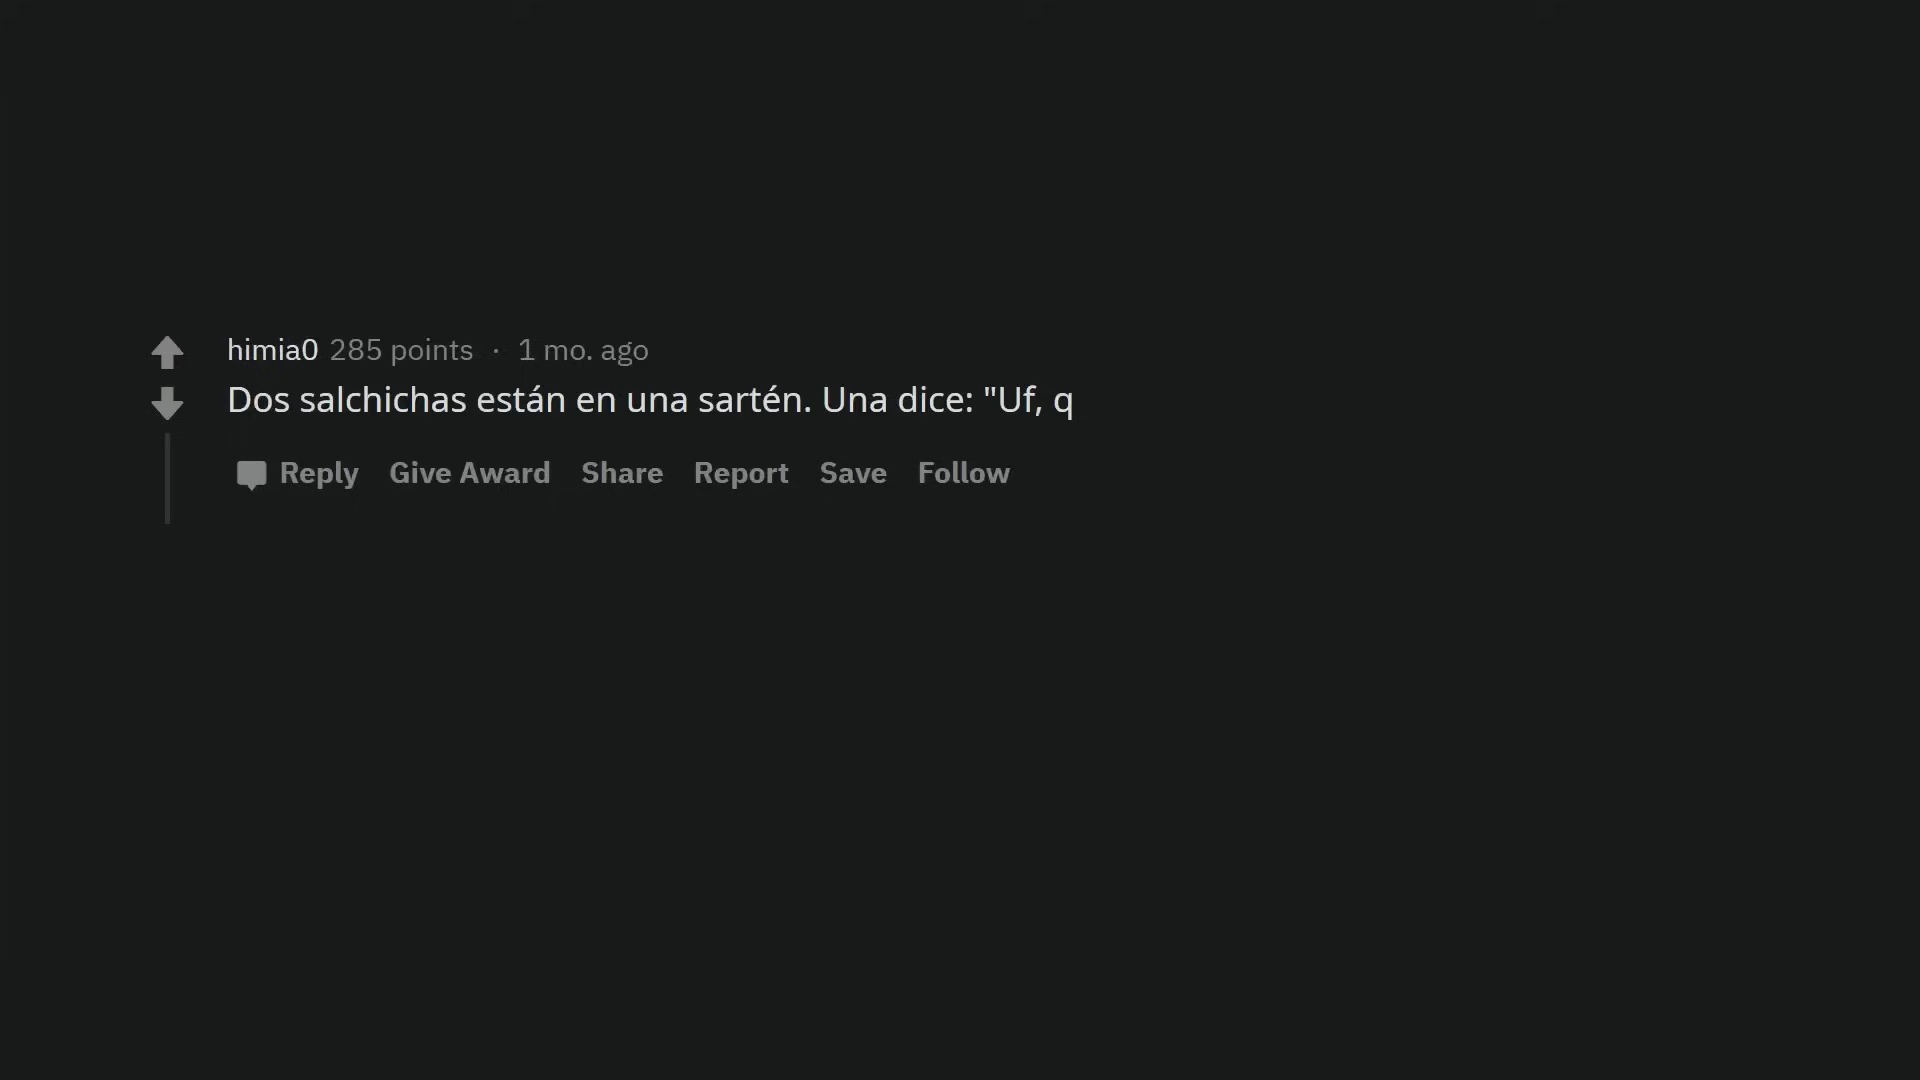 himia0 285 points · 1 mo. ago
Dos salchichas están en una sartén. Una dice: "Uf, q
Reply Give Award Share Report Save Follow